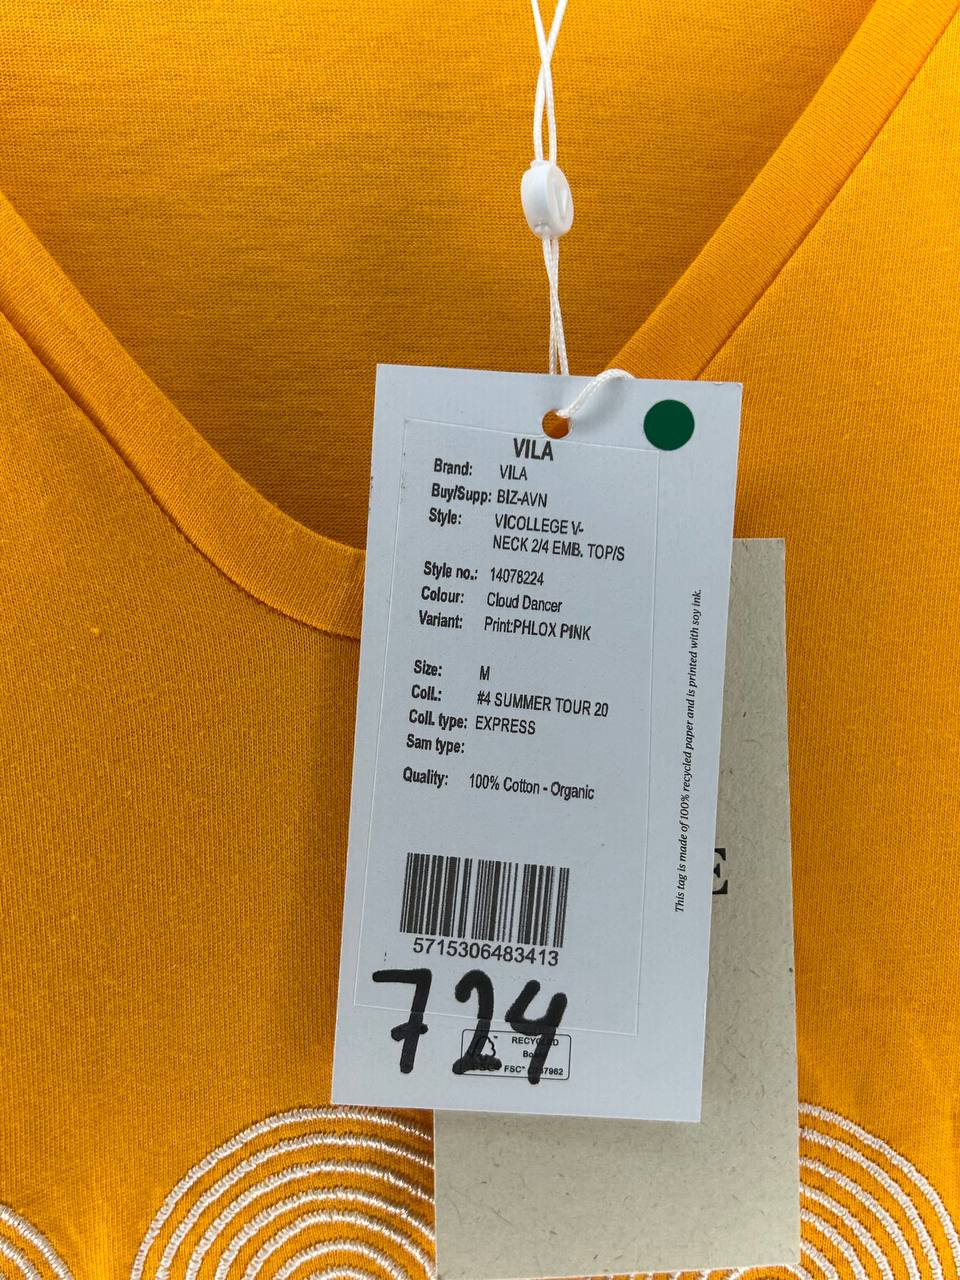 VILA
Brand: VILA
Buy/Supp: BIZ-AVN
Style: VICOLLEGE V-
NECK 2/4 EMB. TOP/S
Style no.: 14078224
Colour: Cloud Dancer
Variant: Print:PHLOX PINK
Size: M
Coll.: #4 SUMMER TOUR 20
Coll. type: EXPRESS
Sam type:
Quality: 100% Cotton - Organic
5715306483413
724
RECYCLED
FSC®
This tag is made of 100% recycled paper and is printed with soy ink.
E